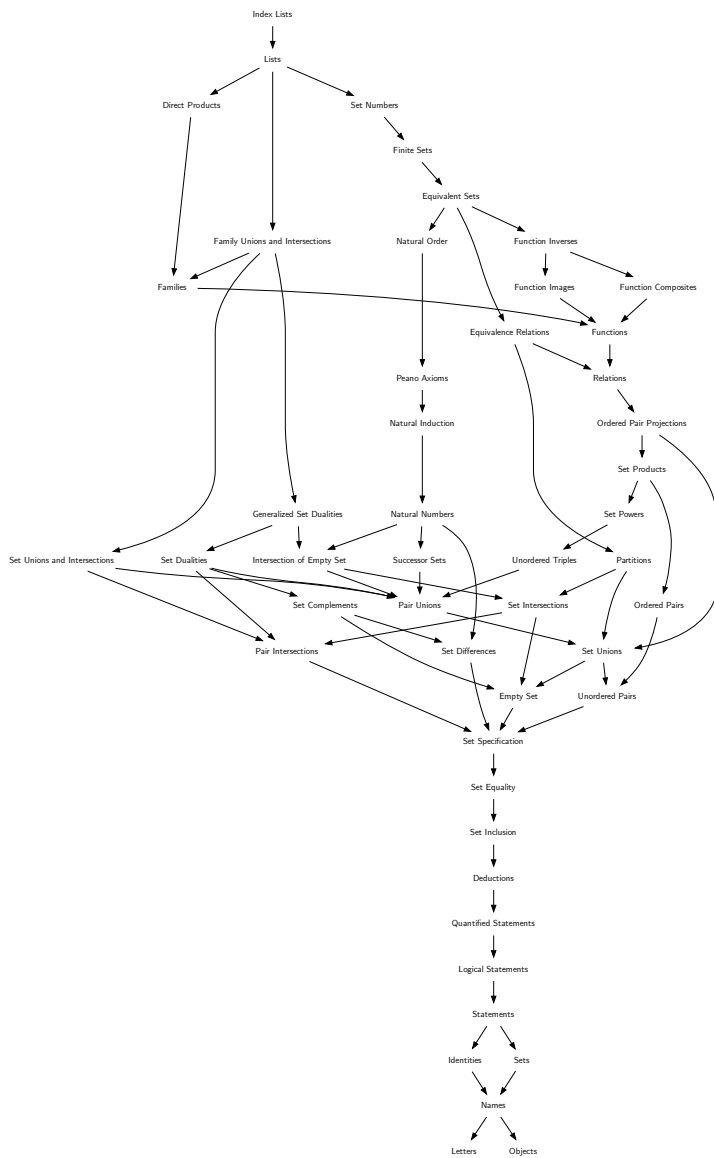 Index Lists
Lists
Direct Products
Set Numbers
Finite Sets
Equivalent Sets
Family Unions and Intersections
Natural Order
Function Inverses
Families
Function Images
Function Composites
Equivalence Relations
Functions
Peano Axioms
Relations
Natural Induction
Ordered Pair Projections
Set Products
Generalized Set Dualities
Natural Numbers
Set Powers
Set Unions and Intersections
Set Dualities
Intersection of Empty Set
Successor Sets
Unordered Triples
Partitions
Set Complements
Pair Unions
Set Intersections
Ordered Pairs
Pair Intersections
Set Differences
Set Unions
Empty Set
Unordered Pairs
Set Specification
Set Equality
Set Inclusion
Deductions
Quantified Statements
Logical Statements
Statements
Identities
Sets
Names
Letters
Objects